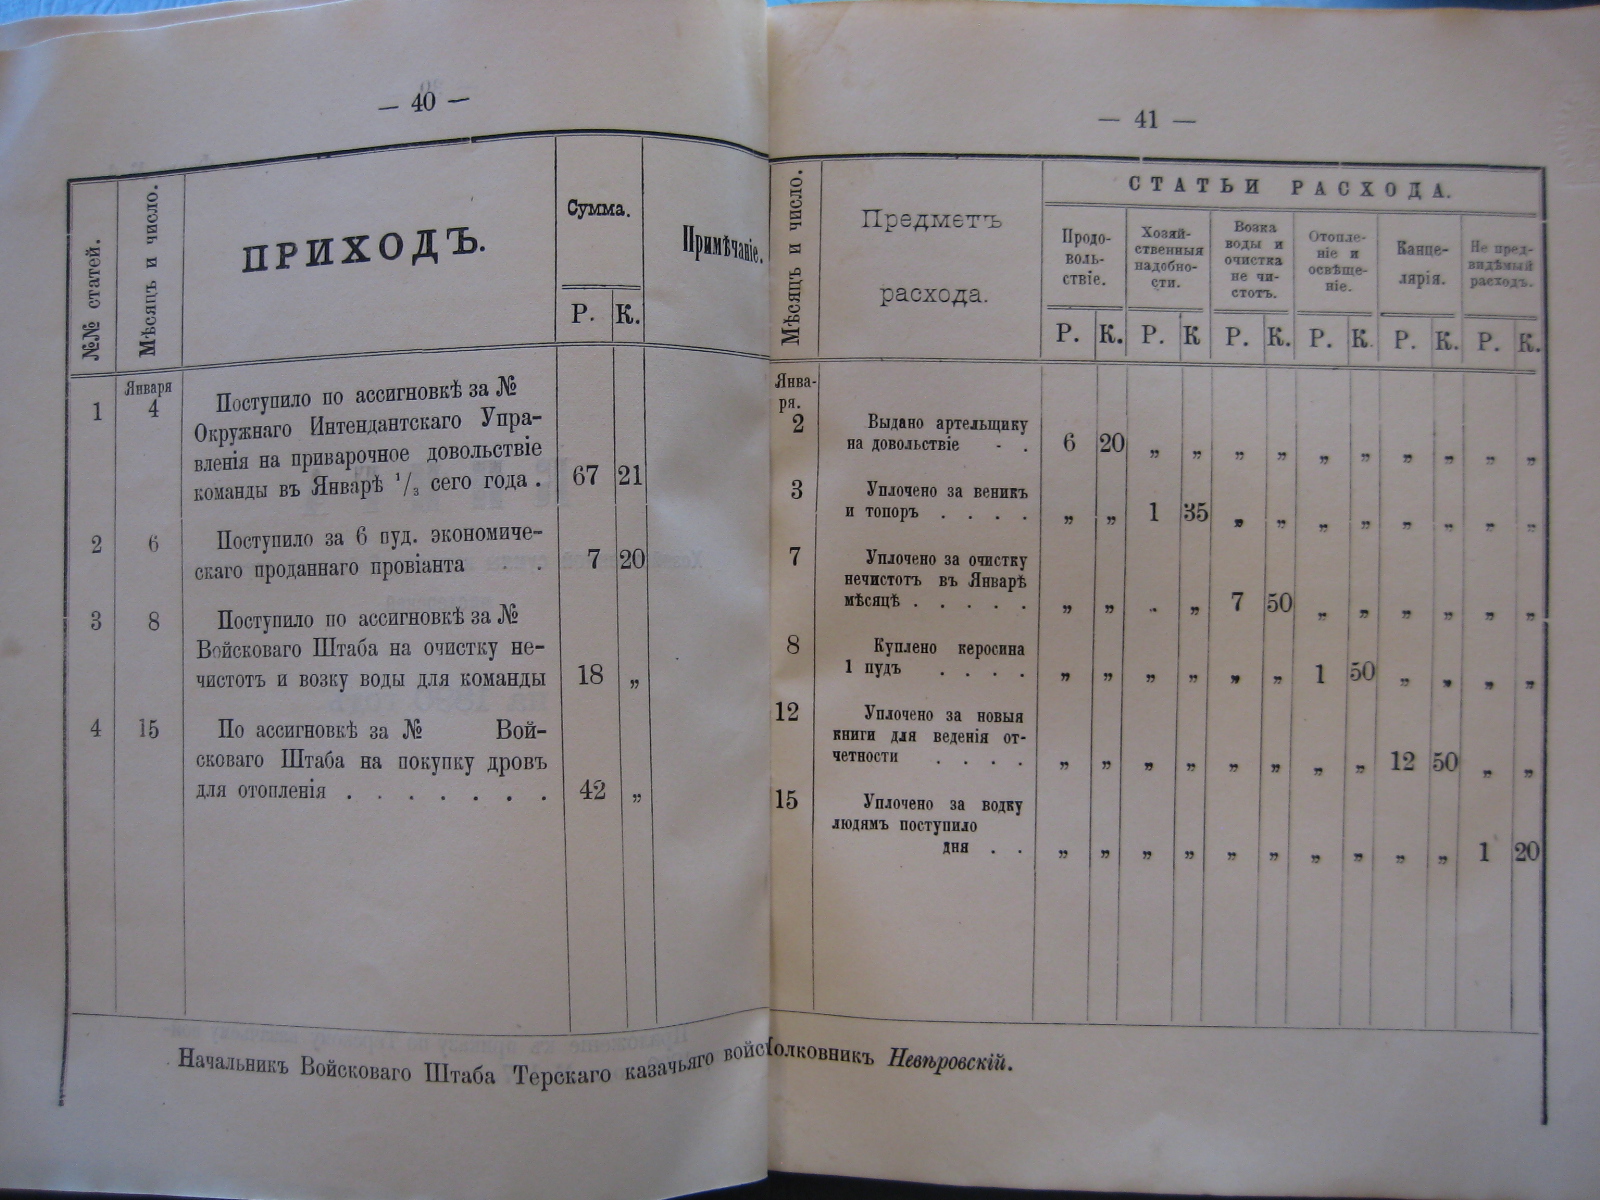 — 40 —
№№ статей.
Мѣсяцъ и число.
ПРИХОДЪ.
Сумма.
Р. К.
Примѣчаніе.
1 Января 4 Поступило по ассигновкѣ за №
Окружнаго Интендантскаго Упра-
вленія на приварочное довольствіе
команды въ Январѣ 1/3 сего года . 67 21
2 6 Поступило за 6 пуд. экономиче-
скаго проданнаго провіанта . . 7 20
3 8 Поступило по ассигновкѣ за №
Войсковаго Штаба на очистку не-
чистотъ и возку воды для команды 18 „
4 15 По ассигновкѣ за № Вой-
сковаго Штаба на покупку дровъ
для отопленія . . . . . . . 42 „
Начальникъ Войсковаго Штаба Терскаго казачьяго войс
— 41 —
Мѣсяцъ и число.
Предметъ
расхода.
СТАТЬИ РАСХОДА.
Продо-
воль-
ствіе.
Хозяй-
ственныя
надобно-
сти.
Возка
воды и
очистка
не чи-
стотъ.
Отопле-
ніе и
освѣще-
ніе.
Канце-
лярія.
Не пред-
видѣмый
расходъ.
Р. К. Р. К Р. К. Р. К. Р. К. Р. К.
Янва-
ря.
2 Выдано артельщику
на довольствіе - . 6 20 „ „ „ „ „ „ „ „ „ „
3 Уплочено за веникъ
и топоръ . . . . „ „ 1 35 „ „ „ „ „ „ „ „
7 Уплочено за очистку
нечистотъ въ Январѣ
мѣсяцѣ . . . . . „ „ „ „ 7 50 „ „ „ „ „ „
8 Куплено керосина
1 пудъ . . . . „ „ „ „ „ „ 1 50 „ „ „ „
12 Уплочено за новыя
книги для веденія от-
четности . . . . „ „ „ „ „ „ „ „ 12 50 „ „
15 Уплочено за водку
людямъ поступило
дня . . „ „ „ „ „ „ „ „ „ „ 1 20
олковникъ Невѣровскій.